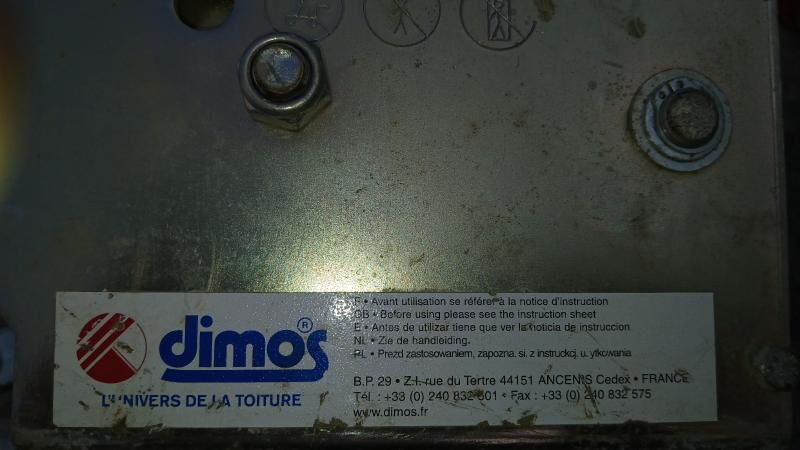 dimos®
L'UNIVERS DE LA TOITURE
F • Avant utilisation se référer à la notice d'instruction
GB • Before using please see the instruction sheet
E • Antes de utilizar tiene que ver la noticia de instruccion
NL • Zie de handleiding.
PL • Przed zastosowaniem, zapozna. si. z instrukcj. u. ytkowania
B.P. 29 • Z.I. rue du Tertre 44151 ANCENIS Cedex • FRANCE
Tél. : +33 (0) 240 832 501 • Fax : +33 (0) 240 832 575
www.dimos.fr